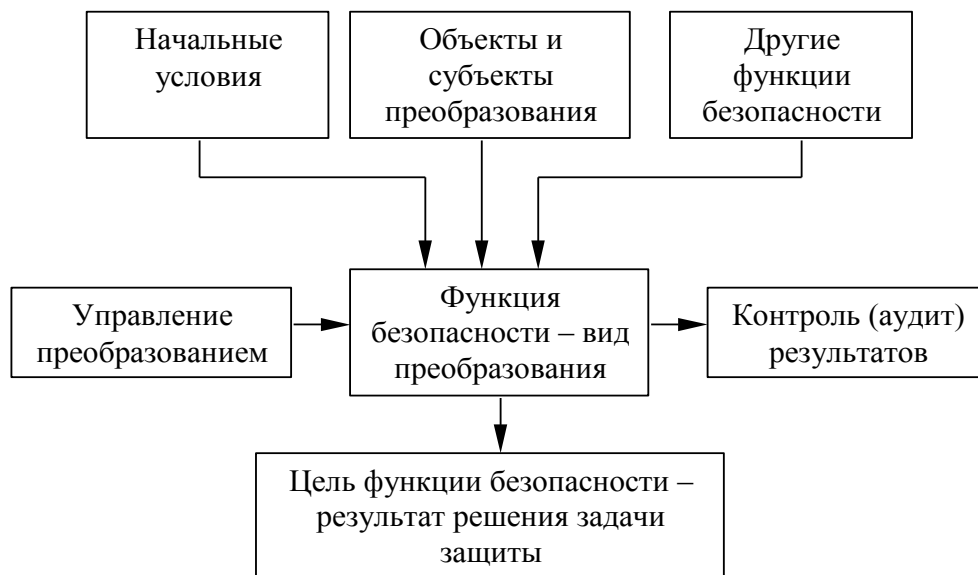 Начальные
условия
Объекты и
субъекты
преобразования
Другие
функции
безопасности
Управление
преобразованием
Функция
безопасности – вид
преобразования
Контроль (аудит)
результатов
Цель функции безопасности –
результат решения задачи
защиты